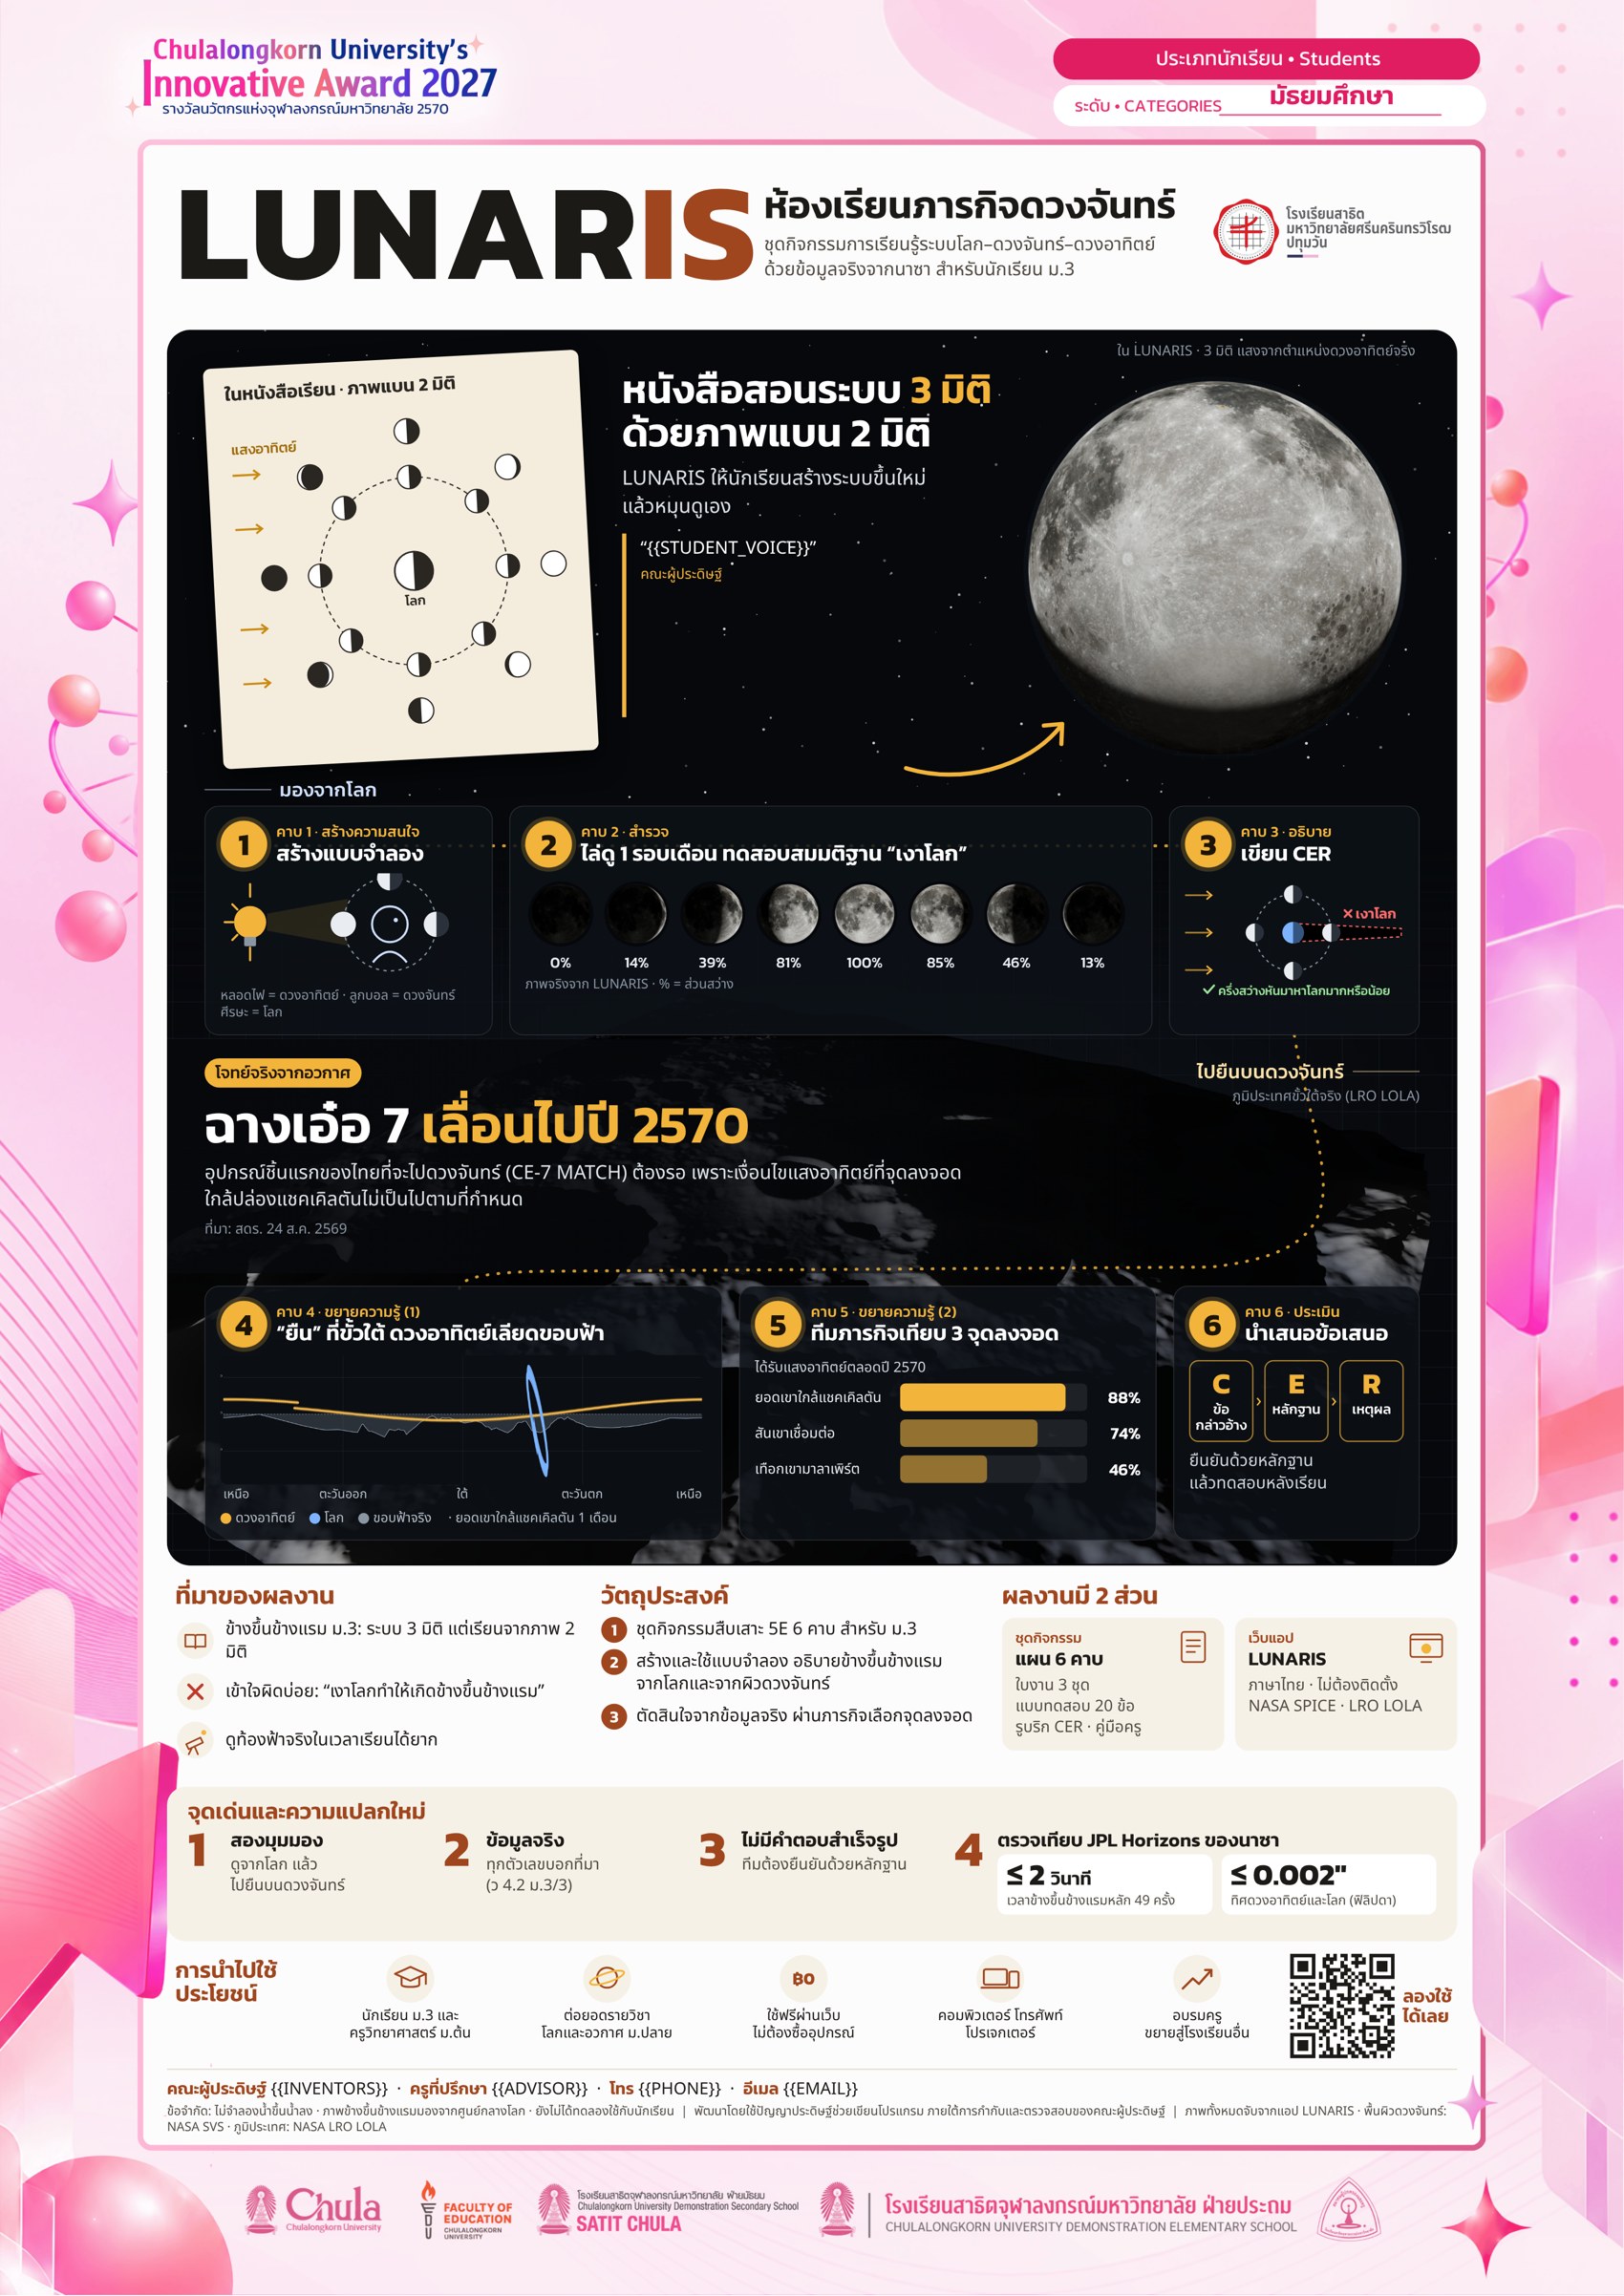 Chulalongkorn University's
Innovative Award 2027
รางวัลนวัตกรแห่งจุฬาลงกรณ์มหาวิทยาลัย 2570
ประเภทนักเรียน • Students
ระดับ • CATEGORIES มัธยมศึกษา
LUNARIS
ห้องเรียนภารกิจดวงจันทร์
ชุดกิจกรรมการเรียนรู้ระบบโลก–ดวงจันทร์–ดวงอาทิตย์
ด้วยข้อมูลจริงจากนาซา สำหรับนักเรียน ม.3
โรงเรียนสาธิต
มหาวิทยาลัยศรีนครินทรวิโรฒ
ปทุมวัน
ในหนังสือเรียน · ภาพแบน 2 มิติ
แสงอาทิตย์
โลก
หนังสือสอนระบบ 3 มิติ
ด้วยภาพแบน 2 มิติ
LUNARIS ให้นักเรียนสร้างระบบขึ้นใหม่
แล้วหมุนดูเอง
“{{STUDENT_VOICE}}”
คณะผู้ประดิษฐ์
ใน LUNARIS · 3 มิติ แสงจากตำแหน่งดวงอาทิตย์จริง
มองจากโลก
1
คาบ 1 · สร้างความสนใจ
สร้างแบบจำลอง
หลอดไฟ = ดวงอาทิตย์ · ลูกบอล = ดวงจันทร์
ศีรษะ = โลก
2
คาบ 2 · สำรวจ
ไล่ดู 1 รอบเดือน ทดสอบสมมติฐาน “เงาโลก”
0% 14% 39% 81% 100% 85% 46% 13%
ภาพจริงจาก LUNARIS · % = ส่วนสว่าง
3
คาบ 3 · อธิบาย
เขียน CER
✕ เงาโลก
✓ ครึ่งสว่างหันมาหาโลกมากหรือน้อย
โจทย์จริงจากอวกาศ
ฉางเอ๋อ 7 เลื่อนไปปี 2570
อุปกรณ์ชิ้นแรกของไทยที่จะไปดวงจันทร์ (CE-7 MATCH) ต้องรอ เพราะเงื่อนไขแสงอาทิตย์ที่จุดลงจอด
ใกล้ปล่องแชคเคิลตันไม่เป็นไปตามที่กำหนด
ที่มา: สดร. 24 ส.ค. 2569
ไปยืนบนดวงจันทร์
ภูมิประเทศขั้วใต้จริง (LRO LOLA)
4
คาบ 4 · ขยายความรู้ (1)
“ยืน” ที่ขั้วใต้ ดวงอาทิตย์เลียดขอบฟ้า
เหนือ ตะวันออก ใต้ ตะวันตก เหนือ
ดวงอาทิตย์ โลก ขอบฟ้าจริง · ยอดเขาใกล้แชคเคิลตัน 1 เดือน
5
คาบ 5 · ขยายความรู้ (2)
ทีมภารกิจเทียบ 3 จุดลงจอด
ได้รับแสงอาทิตย์ตลอดปี 2570
ยอดเขาใกล้แชคเคิลตัน 88%
สันเขาเชื่อมต่อ 74%
เทือกเขามาลาเพิร์ต 46%
6
คาบ 6 · ประเมิน
นำเสนอข้อเสนอ
C › E › R
ข้อ
กล่าวอ้าง
หลักฐาน
เหตุผล
ยืนยันด้วยหลักฐาน
แล้วทดสอบหลังเรียน
ที่มาของผลงาน
ข้างขึ้นข้างแรม ม.3: ระบบ 3 มิติ แต่เรียนจากภาพ 2
มิติ
เข้าใจผิดบ่อย: “เงาโลกทำให้เกิดข้างขึ้นข้างแรม”
ดูท้องฟ้าจริงในเวลาเรียนได้ยาก
วัตถุประสงค์
1 ชุดกิจกรรมสืบเสาะ 5E 6 คาบ สำหรับ ม.3
2 สร้างและใช้แบบจำลอง อธิบายข้างขึ้นข้างแรม
จากโลกและจากผิวดวงจันทร์
3 ตัดสินใจจากข้อมูลจริง ผ่านภารกิจเลือกจุดลงจอด
ผลงานมี 2 ส่วน
ชุดกิจกรรม
แผน 6 คาบ
ใบงาน 3 ชุด
แบบทดสอบ 20 ข้อ
รูบริก CER · คู่มือครู
เว็บแอป
LUNARIS
ภาษาไทย · ไม่ต้องติดตั้ง
NASA SPICE · LRO LOLA
จุดเด่นและความแปลกใหม่
1 สองมุมมอง
ดูจากโลก แล้ว
ไปยืนบนดวงจันทร์
2 ข้อมูลจริง
ทุกตัวเลขบอกที่มา
(ว 4.2 ม.3/3)
3 ไม่มีคำตอบสำเร็จรูป
ทีมต้องยืนยันด้วยหลักฐาน
4 ตรวจเทียบ JPL Horizons ของนาซา
≤ 2 วินาที
เวลาข้างขึ้นข้างแรมหลัก 49 ครั้ง
≤ 0.002″
ทิศดวงอาทิตย์และโลก (ฟิลิปดา)
การนำไปใช้
ประโยชน์
นักเรียน ม.3 และ
ครูวิทยาศาสตร์ ม.ต้น
ต่อยอดรายวิชา
โลกและอวกาศ ม.ปลาย
฿0
ใช้ฟรีผ่านเว็บ
ไม่ต้องซื้ออุปกรณ์
คอมพิวเตอร์ โทรศัพท์
โปรเจกเตอร์
อบรมครู
ขยายสู่โรงเรียนอื่น
ลองใช้
ได้เลย
คณะผู้ประดิษฐ์ {{INVENTORS}} · ครูที่ปรึกษา {{ADVISOR}} · โทร {{PHONE}} · อีเมล {{EMAIL}}
ข้อจำกัด: ไม่จำลองน้ำขึ้นน้ำลง · ภาพข้างขึ้นข้างแรมมองจากศูนย์กลางโลก · ยังไม่ได้ทดลองใช้กับนักเรียน | พัฒนาโดยใช้ปัญญาประดิษฐ์ช่วยเขียนโปรแกรม ภายใต้การกำกับและตรวจสอบของคณะผู้ประดิษฐ์ | ภาพทั้งหมดจับจากแอป LUNARIS · พื้นผิวดวงจันทร์:
NASA SVS · ภูมิประเทศ: NASA LRO LOLA
Chula
Chulalongkorn University
FACULTY OF
EDUCATION
CHULALONGKORN
UNIVERSITY
โรงเรียนสาธิตจุฬาลงกรณ์มหาวิทยาลัย ฝ่ายมัธยม
Chulalongkorn University Demonstration Secondary School
SATIT CHULA
โรงเรียนสาธิตจุฬาลงกรณ์มหาวิทยาลัย ฝ่ายประถม
CHULALONGKORN UNIVERSITY DEMONSTRATION ELEMENTARY SCHOOL